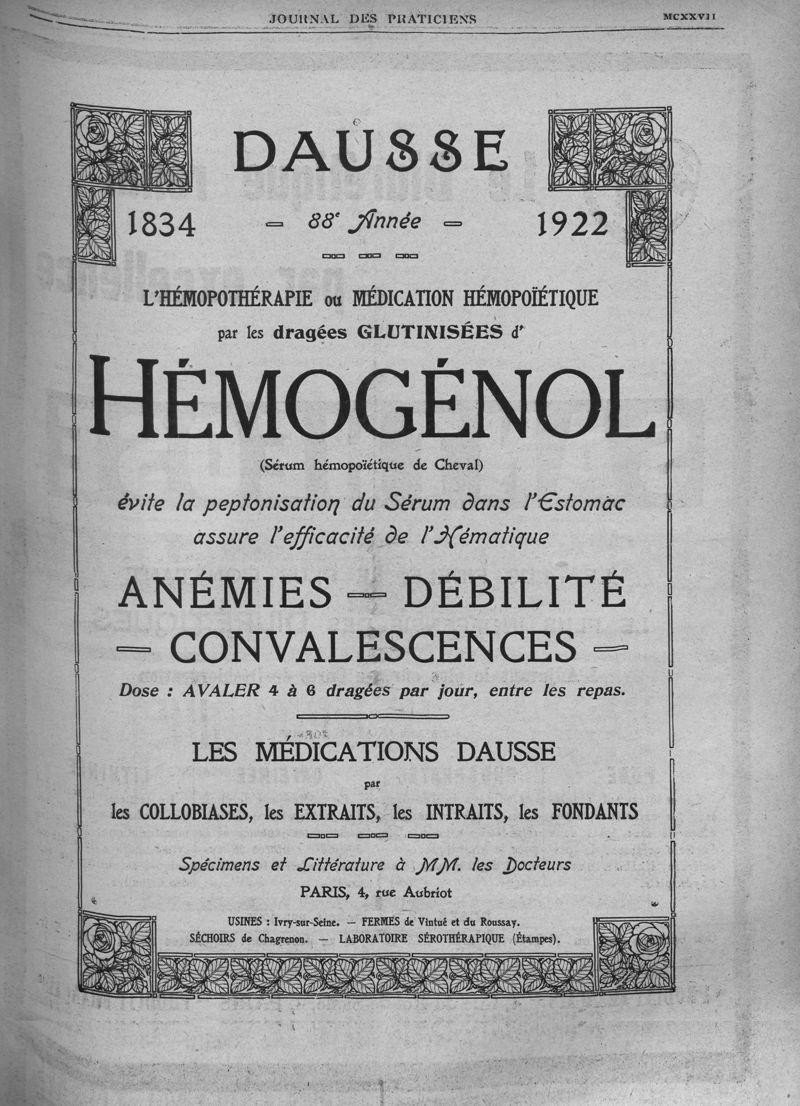 JOURNAL DES PRATICIENS MCXXVII
DAUSSE
1834 — 88e Année — 1922
L'HÉMOPOTHÉRAPIE ou MÉDICATION HÉMOPOÏÉTIQUE
par les dragées GLUTINISÉES d'
HÉMOGÉNOL
(Sérum hémopoïétique de Cheval)
évite la peptonisation du Sérum dans l'Estomac
assure l'efficacité de l'Hématique
ANÉMIES — DÉBILITÉ
— CONVALESCENCES —
Dose : AVALER 4 à 6 dragées par jour, entre les repas.
LES MÉDICATIONS DAUSSE
par
les COLLOBIASES, les EXTRAITS, les INTRAITS, les FONDANTS
Spécimens et Littérature à MM. les Docteurs
PARIS, 4, rue Aubriot
USINES : Ivry-sur-Seine. — FERMES de Vintué et du Roussay.
SÉCHOIRS de Chagrenon. — LABORATOIRE SÉROTHÉRAPIQUE (Étampes).